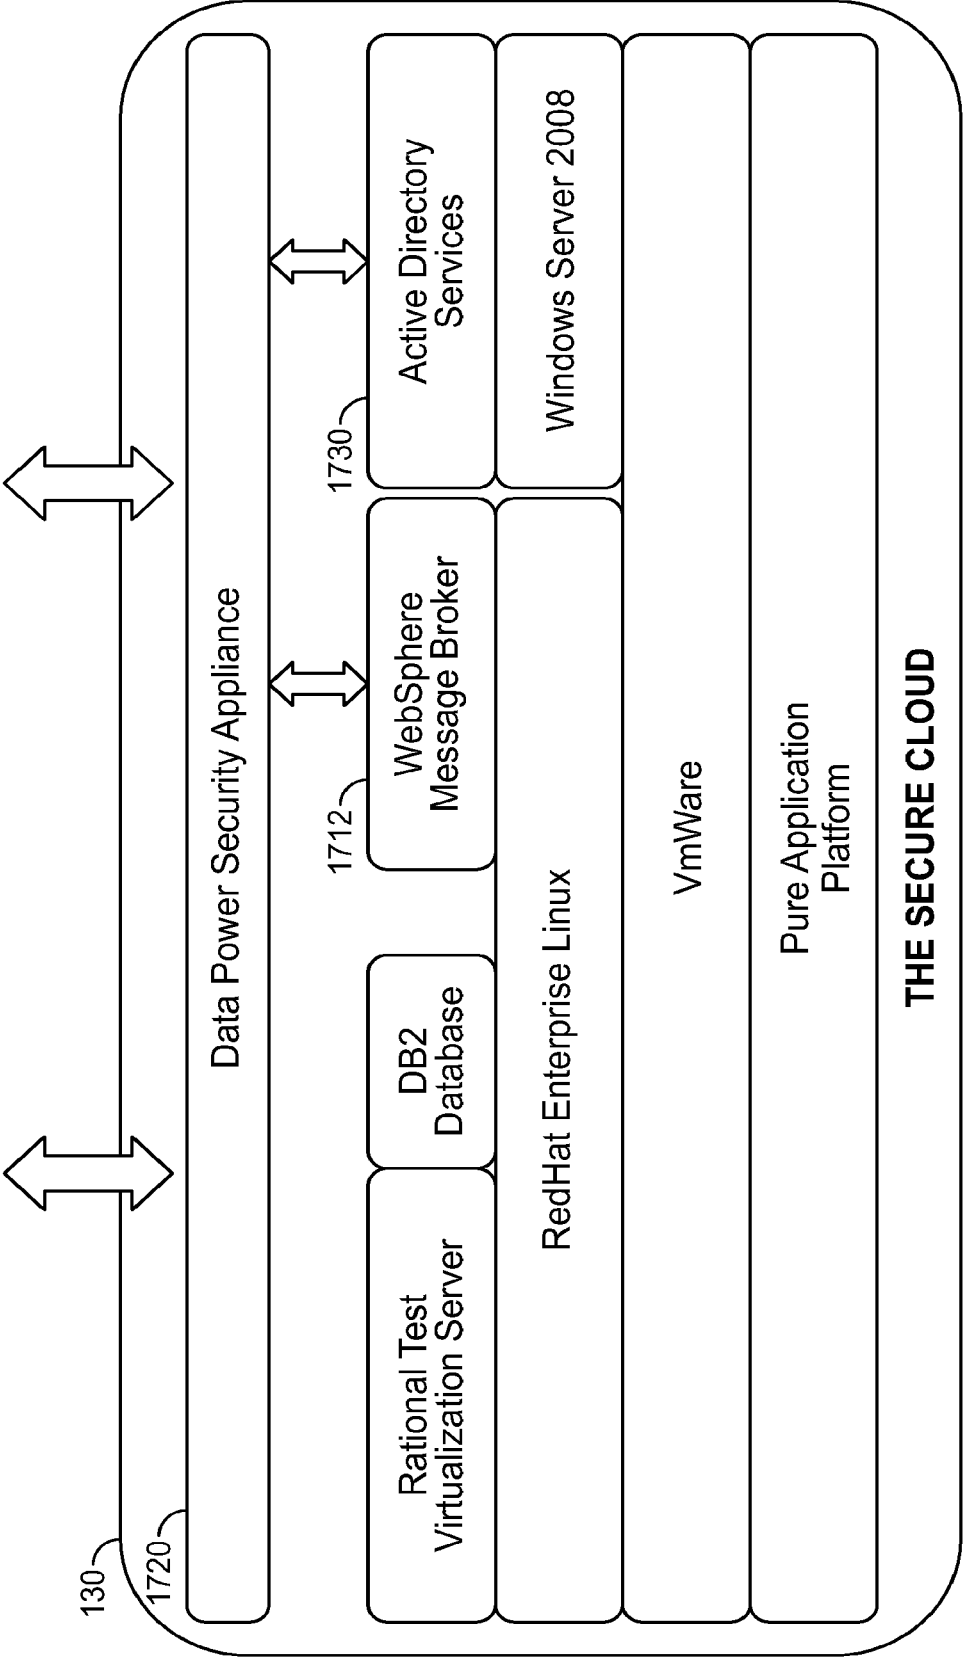 130
1720
Data Power Security Appliance
1712
1730
Rational Test
Virtualization Server
DB2
Database
WebSphere
Message Broker
Active Directory
Services
RedHat Enterprise Linux
Windows Server 2008
VmWare
Pure Application
Platform
THE SECURE CLOUD